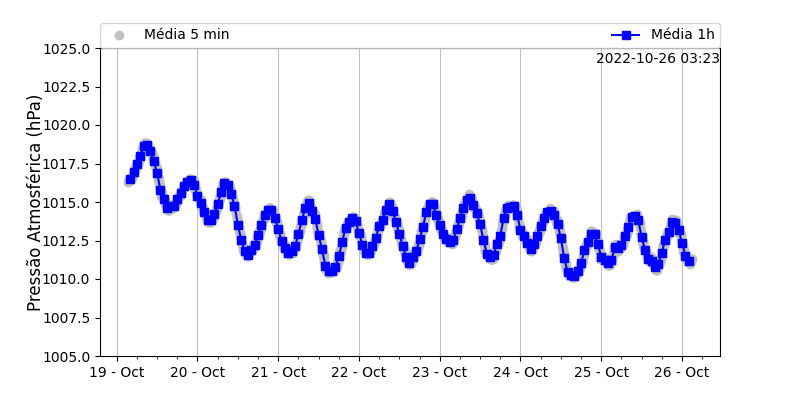 Média 5 min
Média 1h
2022-10-26 03:23
Pressão Atmosférica (hPa)
1025.0
1022.5
1020.0
1017.5
1015.0
1012.5
1010.0
1007.5
1005.0
19 - Oct
20 - Oct
21 - Oct
22 - Oct
23 - Oct
24 - Oct
25 - Oct
26 - Oct